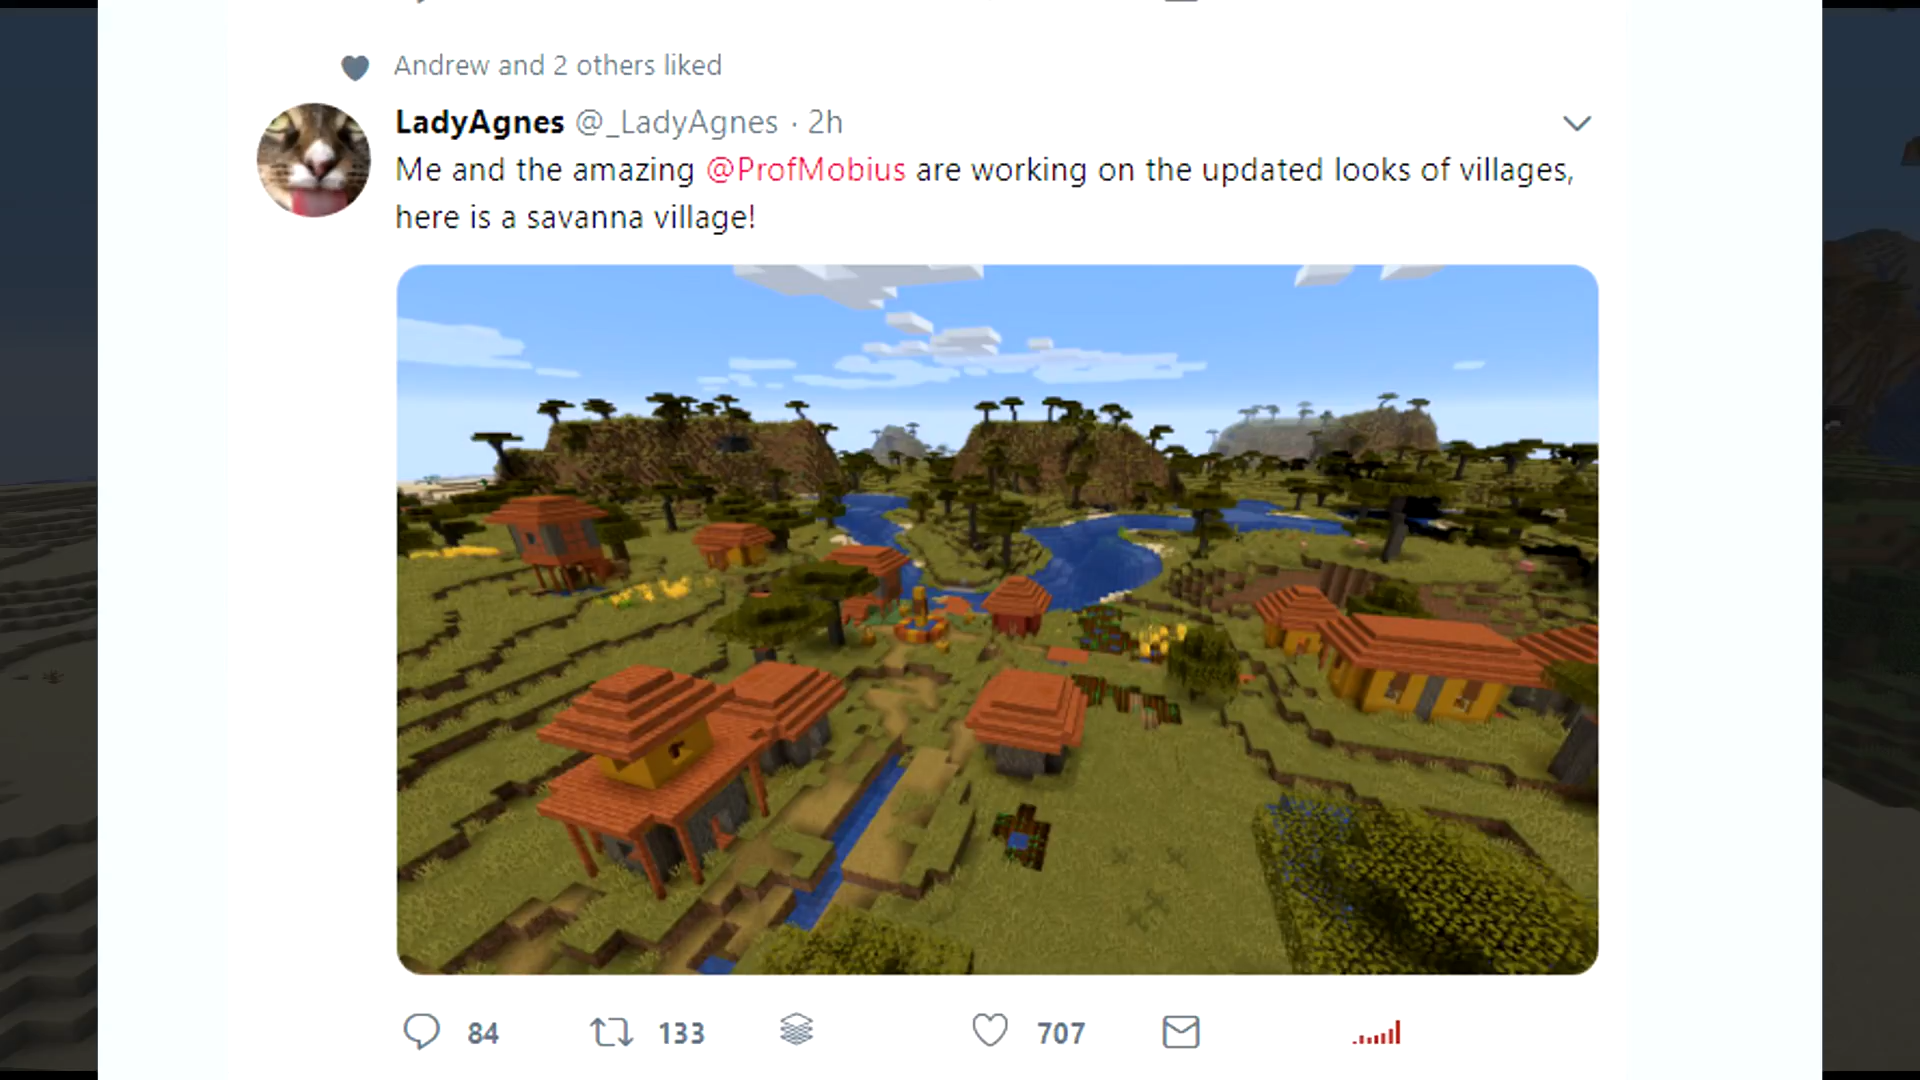 Andrew and 2 others liked
LadyAgnes @_LadyAgnes · 2h
Me and the amazing @ProfMobius are working on the updated looks of villages,
here is a savanna village!
84 133 707